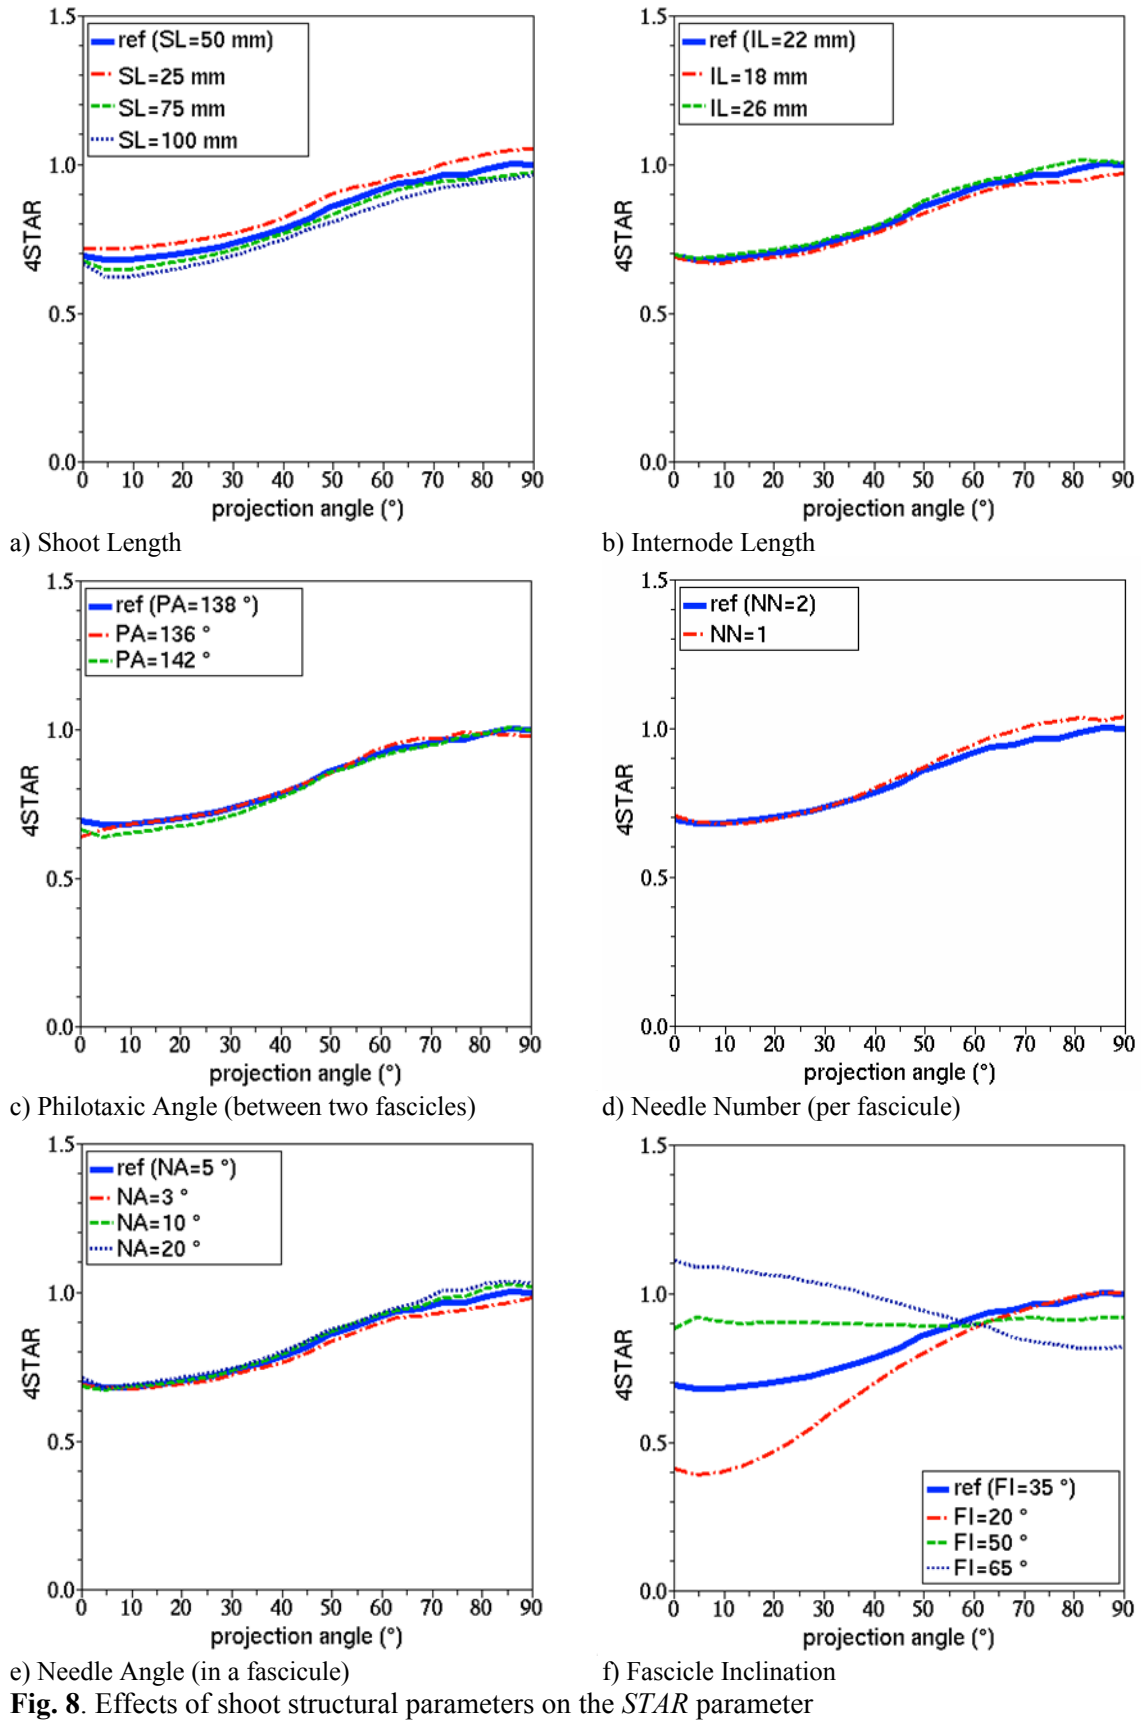 1.5
ref (SL=50 mm)
SL=25 mm
SL=75 mm
SL=100 mm
1.0
4STAR
0.5
0.0
0 10 20 30 40 50 60 70 80 90
projection angle (°)
a) Shoot Length
1.5
ref (IL=22 mm)
IL=18 mm
IL=26 mm
1.0
4STAR
0.5
0.0
0 10 20 30 40 50 60 70 80 90
projection angle (°)
b) Internode Length
1.5
ref (PA=138 °)
PA=136 °
PA=142 °
1.0
4STAR
0.5
0.0
0 10 20 30 40 50 60 70 80 90
projection angle (°)
c) Philotaxic Angle (between two fascicles)
1.5
ref (NN=2)
NN=1
1.0
4STAR
0.5
0.0
0 10 20 30 40 50 60 70 80 90
projection angle (°)
d) Needle Number (per fascicule)
1.5
ref (NA=5 °)
NA=3 °
NA=10 °
NA=20 °
1.0
4STAR
0.5
0.0
0 10 20 30 40 50 60 70 80 90
projection angle (°)
e) Needle Angle (in a fascicule)
1.5
1.0
4STAR
0.5
ref (FI=35 °)
FI=20 °
FI=50 °
FI=65 °
0.0
0 10 20 30 40 50 60 70 80 90
projection angle (°)
f) Fascicle Inclination
Fig. 8. Effects of shoot structural parameters on the STAR parameter